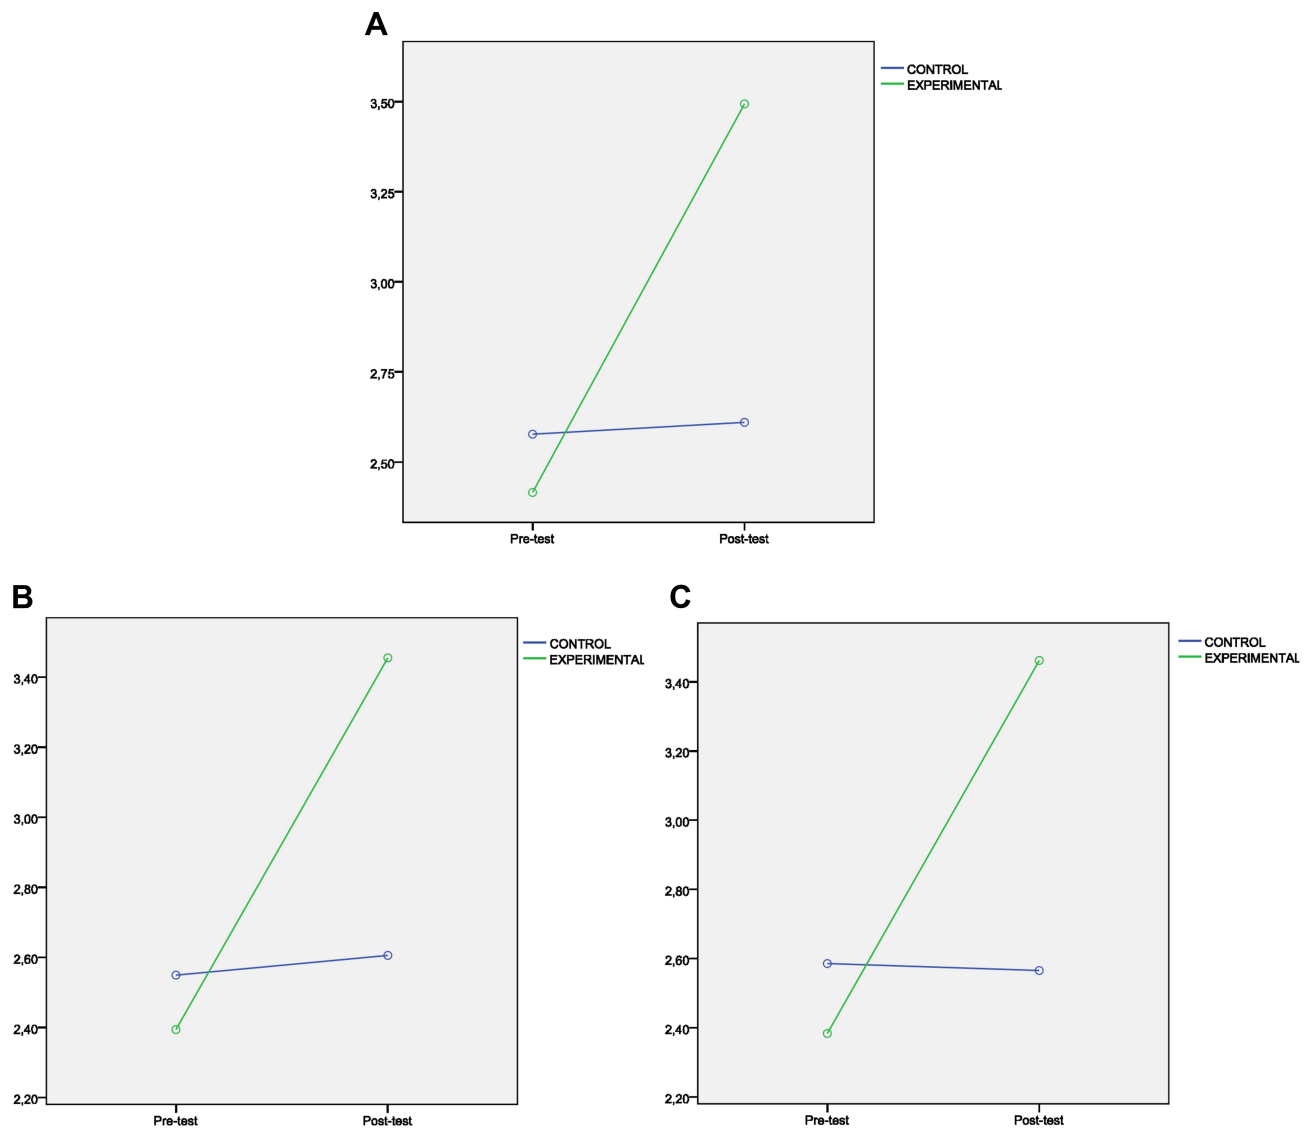 A
CONTROL
EXPERIMENTAL
3,50
3,25
3,00
2,75
2,50
Pre-test
Post-test
B
CONTROL
EXPERIMENTAL
3,40
3,20
3,00
2,80
2,60
2,40
2,20
Pre-test
Post-test
C
CONTROL
EXPERIMENTAL
3,40
3,20
3,00
2,80
2,60
2,40
2,20
Pre-test
Post-test